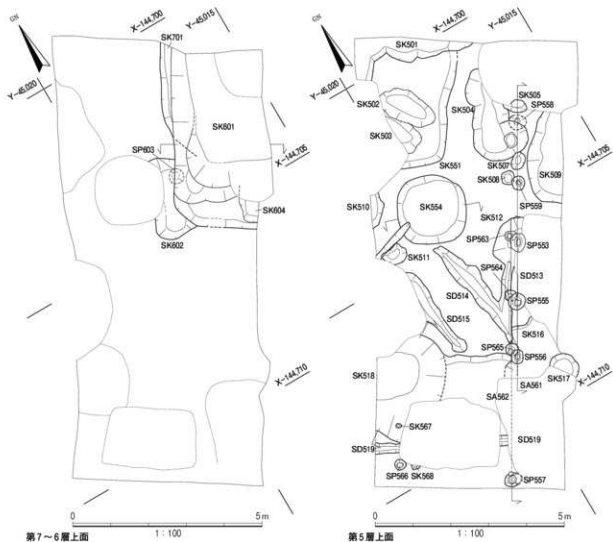 GN
X-144,700
Y-45,015
Y-45,020
SK701
SK601
SP603
X-144,705
SK604
SK602
X-144,710
0
1：100
5m
第7～6層上面
GN
X-144,700
Y-45,015
Y-45,020
SK501
SK505
SP558
SK502
SK504
SK503
X-144,705
SK507
SK551
SK508
SK509
SK510
SK554
SP559
SK512
SP563
SP553
SK511
SP564
SD513
SD514
SP555
SD515
SK516
SP565
SP556
SK518
SK517
SA561
X-144,710
SA562
SK567
SD519
SD519
SP566
SK568
SP557
0
1：100
5m
第5層上面